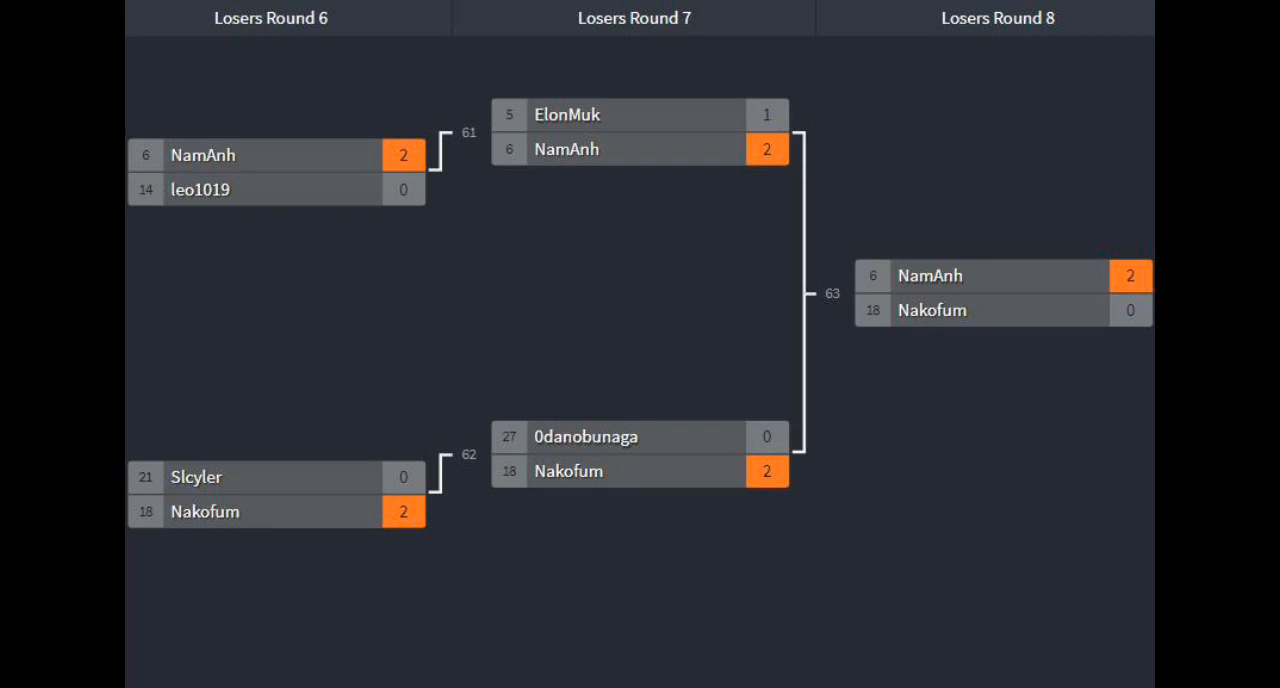 Losers Round 6
Losers Round 7
Losers Round 8
6 NamAnh 2
14 leo1019 0
21 Slcyler 0
18 Nakofum 2
61
5 ElonMuk 1
6 NamAnh 2
62
27 0danobunaga 0
18 Nakofum 2
63
6 NamAnh 2
18 Nakofum 0